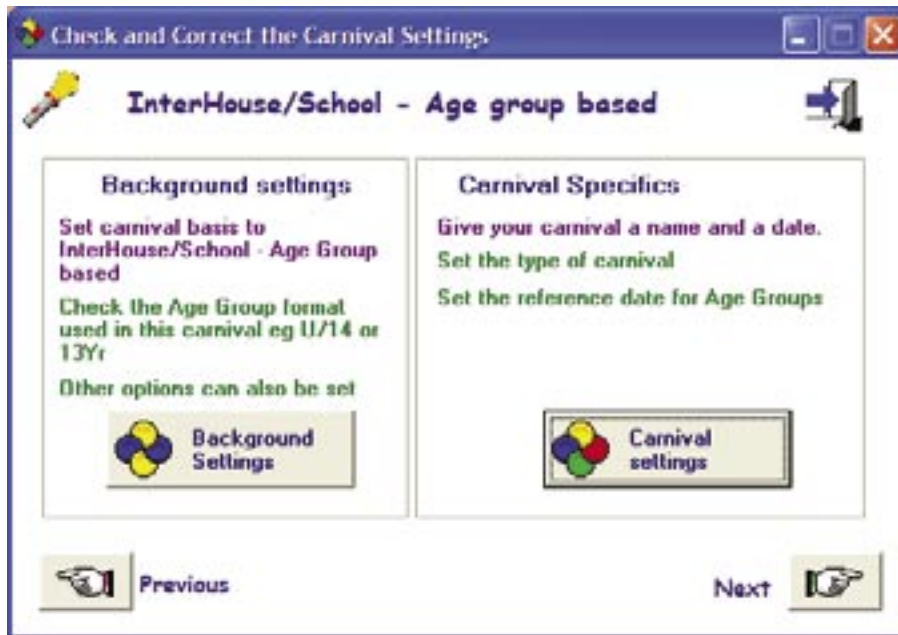 Check and Correct the Carnival Settings
InterHouse/School - Age group based
Background settings
Set carnival basis to
InterHouse/School - Age Group
based
Check the Age Group format
used in this carnival eg U/14 or
13Yr
Other options can also be set
Background
Settings
Carnival Specifics
Give your carnival a name and a date.
Set the type of carnival
Set the reference date for Age Groups
Carnival
settings
Previous
Next